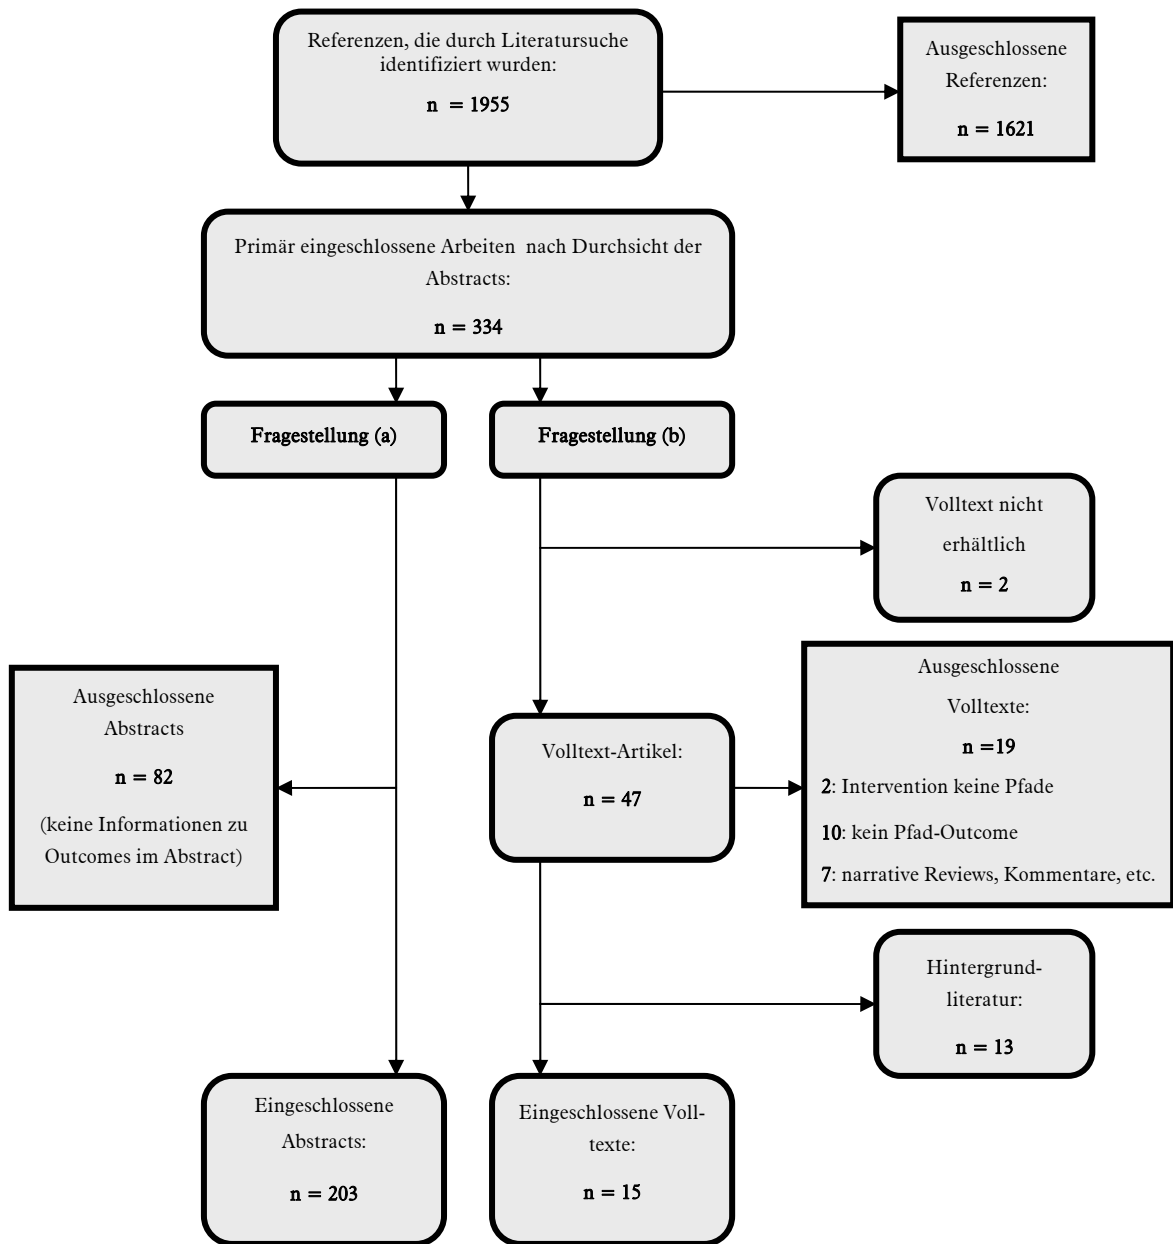 Referenzen, die durch Literatursuche
identifiziert wurden:
n = 1955
Ausgeschlossene
Referenzen:
n = 1621
Primär eingeschlossene Arbeiten nach Durchsicht der
Abstracts:
n = 334
Fragestellung (a)
Fragestellung (b)
Volltext nicht
erhältlich
n = 2
Ausgeschlossene
Abstracts
n = 82
(keine Informationen zu
Outcomes im Abstract)
Volltext-Artikel:
n = 47
Ausgeschlossene
Volltexte:
n =19
2: Intervention keine Pfade
10: kein Pfad-Outcome
7: narrative Reviews, Kommentare, etc.
Hintergrund-
literatur:
n = 13
Eingeschlossene
Abstracts:
n = 203
Eingeschlossene Voll-
texte:
n = 15